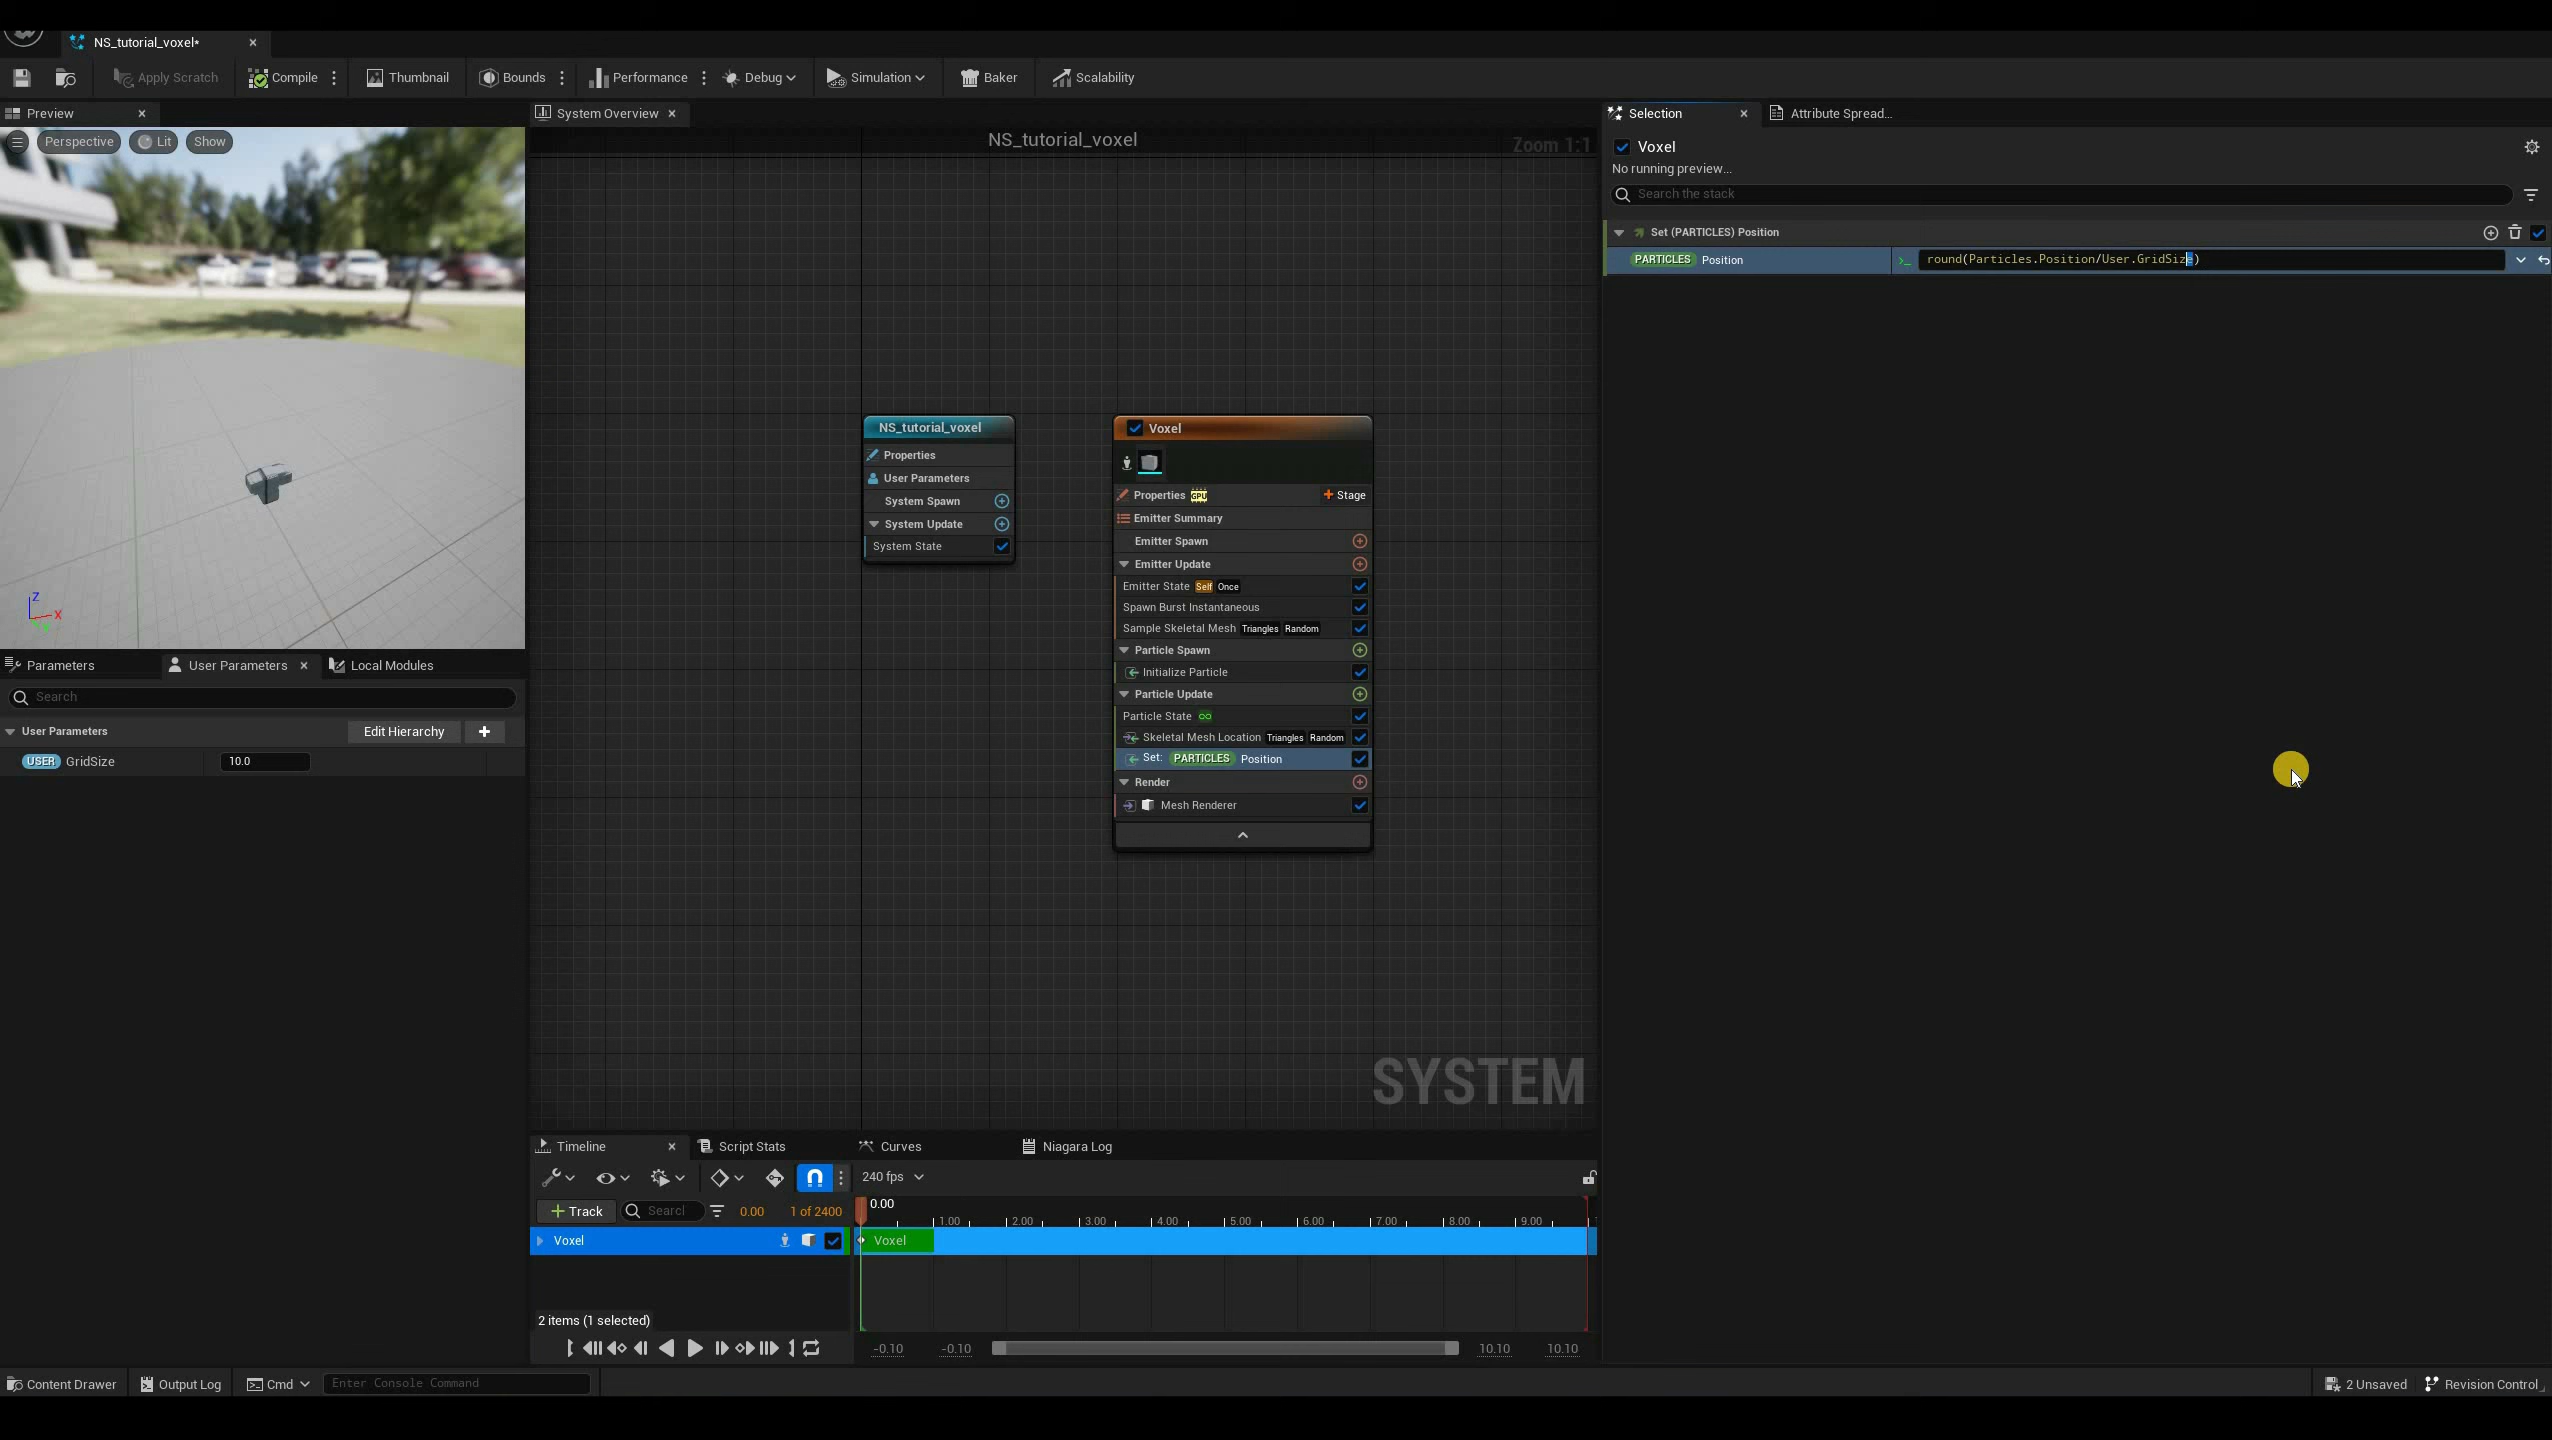 NS_tutorial_voxel*
Apply Scratch
Compile
Thumbnail
Bounds
Performance
Debug
Simulation
Baker
Scalability
Preview
System Overview
Selection
Attribute Spread...
Perspective
Lit
Show
NS_tutorial_voxel
Zoom 1:1
Voxel
No running preview...
Search the stack
Set (PARTICLES) Position
PARTICLES Position
round(Particles.Position/User.GridSize)
NS_tutorial_voxel
Properties
User Parameters
System Spawn
System Update
System State
Voxel
Properties GPU
Stage
Emitter Summary
Emitter Spawn
Emitter Update
Emitter State Self Once
Spawn Burst Instantaneous
Sample Skeletal Mesh Triangles Random
Particle Spawn
Initialize Particle
Particle Update
Particle State
Skeletal Mesh Location Triangles Random
Set: PARTICLES Position
Render
Mesh Renderer
Z
X
Parameters
User Parameters
Local Modules
Search
User Parameters
Edit Hierarchy
USER GridSize
10.0
SYSTEM
Timeline
Script Stats
Curves
Niagara Log
240 fps
Track
Search
0.00
1 of 2400
0.00
1.00 2.00 3.00 4.00 5.00 6.00 7.00 8.00 9.00
Voxel
Voxel
2 items (1 selected)
-0.10
-0.10
10.10
10.10
Content Drawer
Output Log
Cmd
Enter Console Command
2 Unsaved
Revision Control